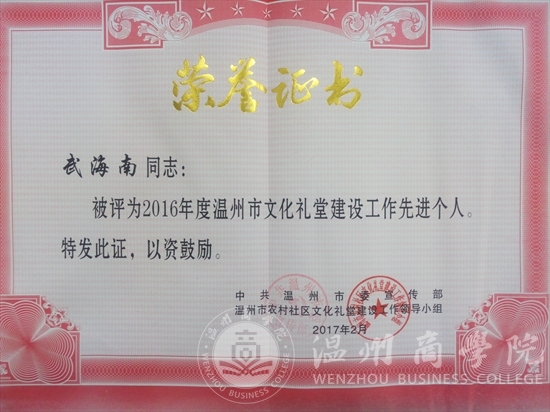 荣誉证书
武海南同志：
被评为2016年度温州市文化礼堂建设工作先进个人。
特发此证，以资鼓励。
中共温州市委宣传部
温州市农村社区文化礼堂建设工作领导小组
2017年2月
温州商学院
WENZHOU BUSINESS COLLEGE